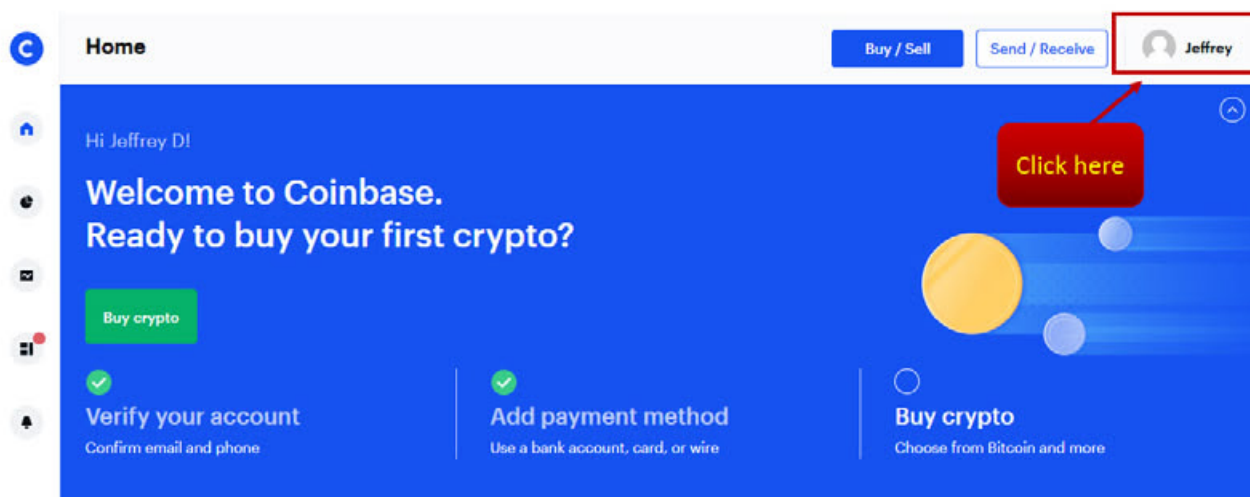 Home
Buy / Sell
Send / Receive
Jeffrey
Click here
Hi Jeffrey D!
Welcome to Coinbase.
Ready to buy your first crypto?
Buy crypto
Verify your account
Confirm email and phone
Add payment method
Use a bank account, card, or wire
Buy crypto
Choose from Bitcoin and more